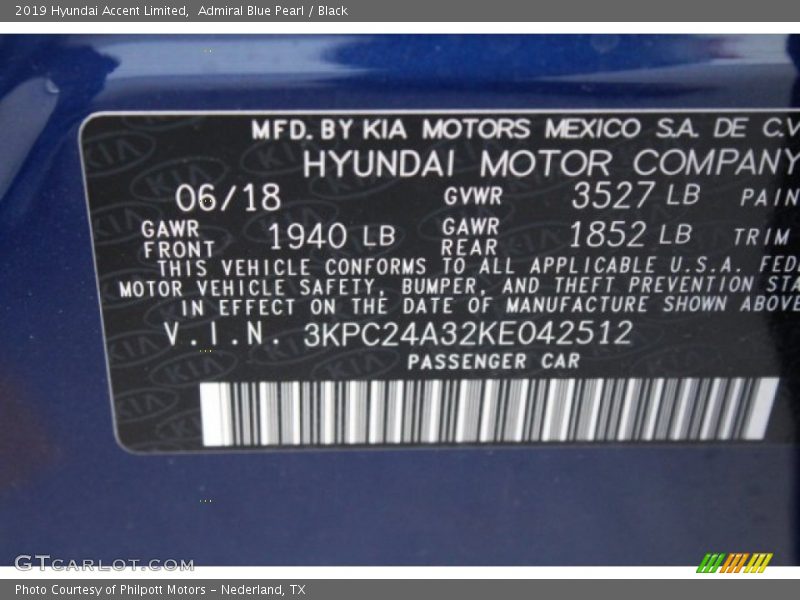 2019 Hyundai Accent Limited, Admiral Blue Pearl / Black
MFD. BY KIA MOTORS MEXICO S.A. DE C.V
HYUNDAI MOTOR COMPANY
06/18 GVWR 3527 LB PAIN
GAWR FRONT 1940 LB GAWR REAR 1852 LB TRIM
THIS VEHICLE CONFORMS TO ALL APPLICABLE U.S.A. FEDE
MOTOR VEHICLE SAFETY, BUMPER, AND THEFT PREVENTION STA
IN EFFECT ON THE DATE OF MANUFACTURE SHOWN ABOVE
V.I.N. 3KPC24A32KE042512
PASSENGER CAR
GTCARLOT.COM
Photo Courtesy of Philpott Motors - Nederland, TX